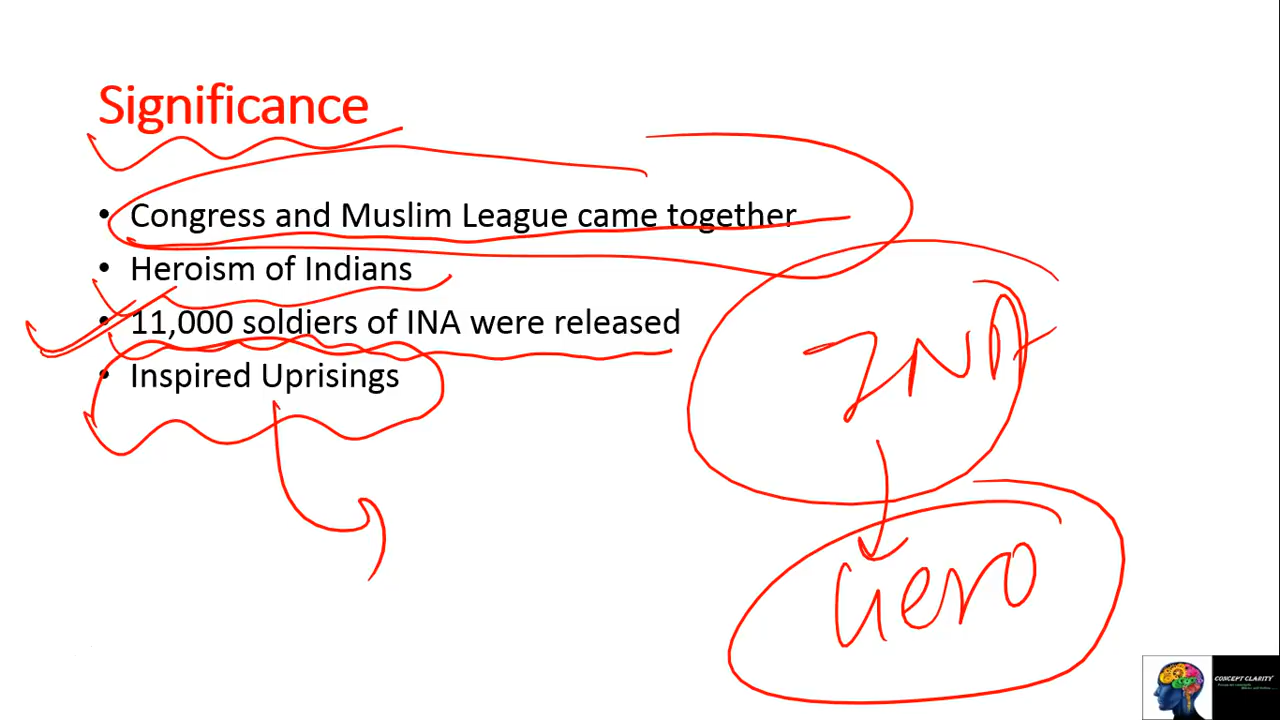 Significance
• Congress and Muslim League came together
• Heroism of Indians
• 11,000 soldiers of INA were released
• Inspired Uprisings
INA
Hero
CONCEPT CLARITY